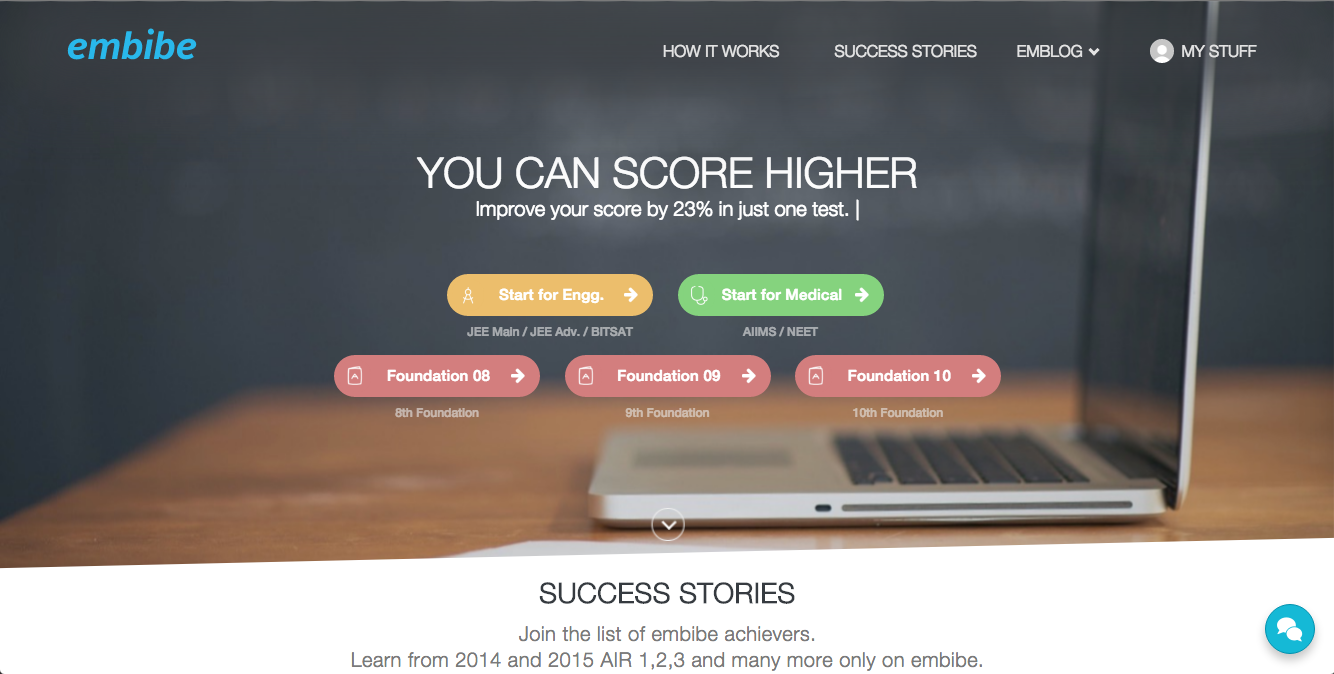 embibe
HOW IT WORKS
SUCCESS STORIES
EMBLOG
MY STUFF
YOU CAN SCORE HIGHER
Improve your score by 23% in just one test. |
Start for Engg.
Start for Medical
JEE Main / JEE Adv. / BITSAT
AIIMS / NEET
Foundation 08
Foundation 09
Foundation 10
8th Foundation
9th Foundation
10th Foundation
SUCCESS STORIES
Join the list of embibe achievers.
Learn from 2014 and 2015 AIR 1,2,3 and many more only on embibe.